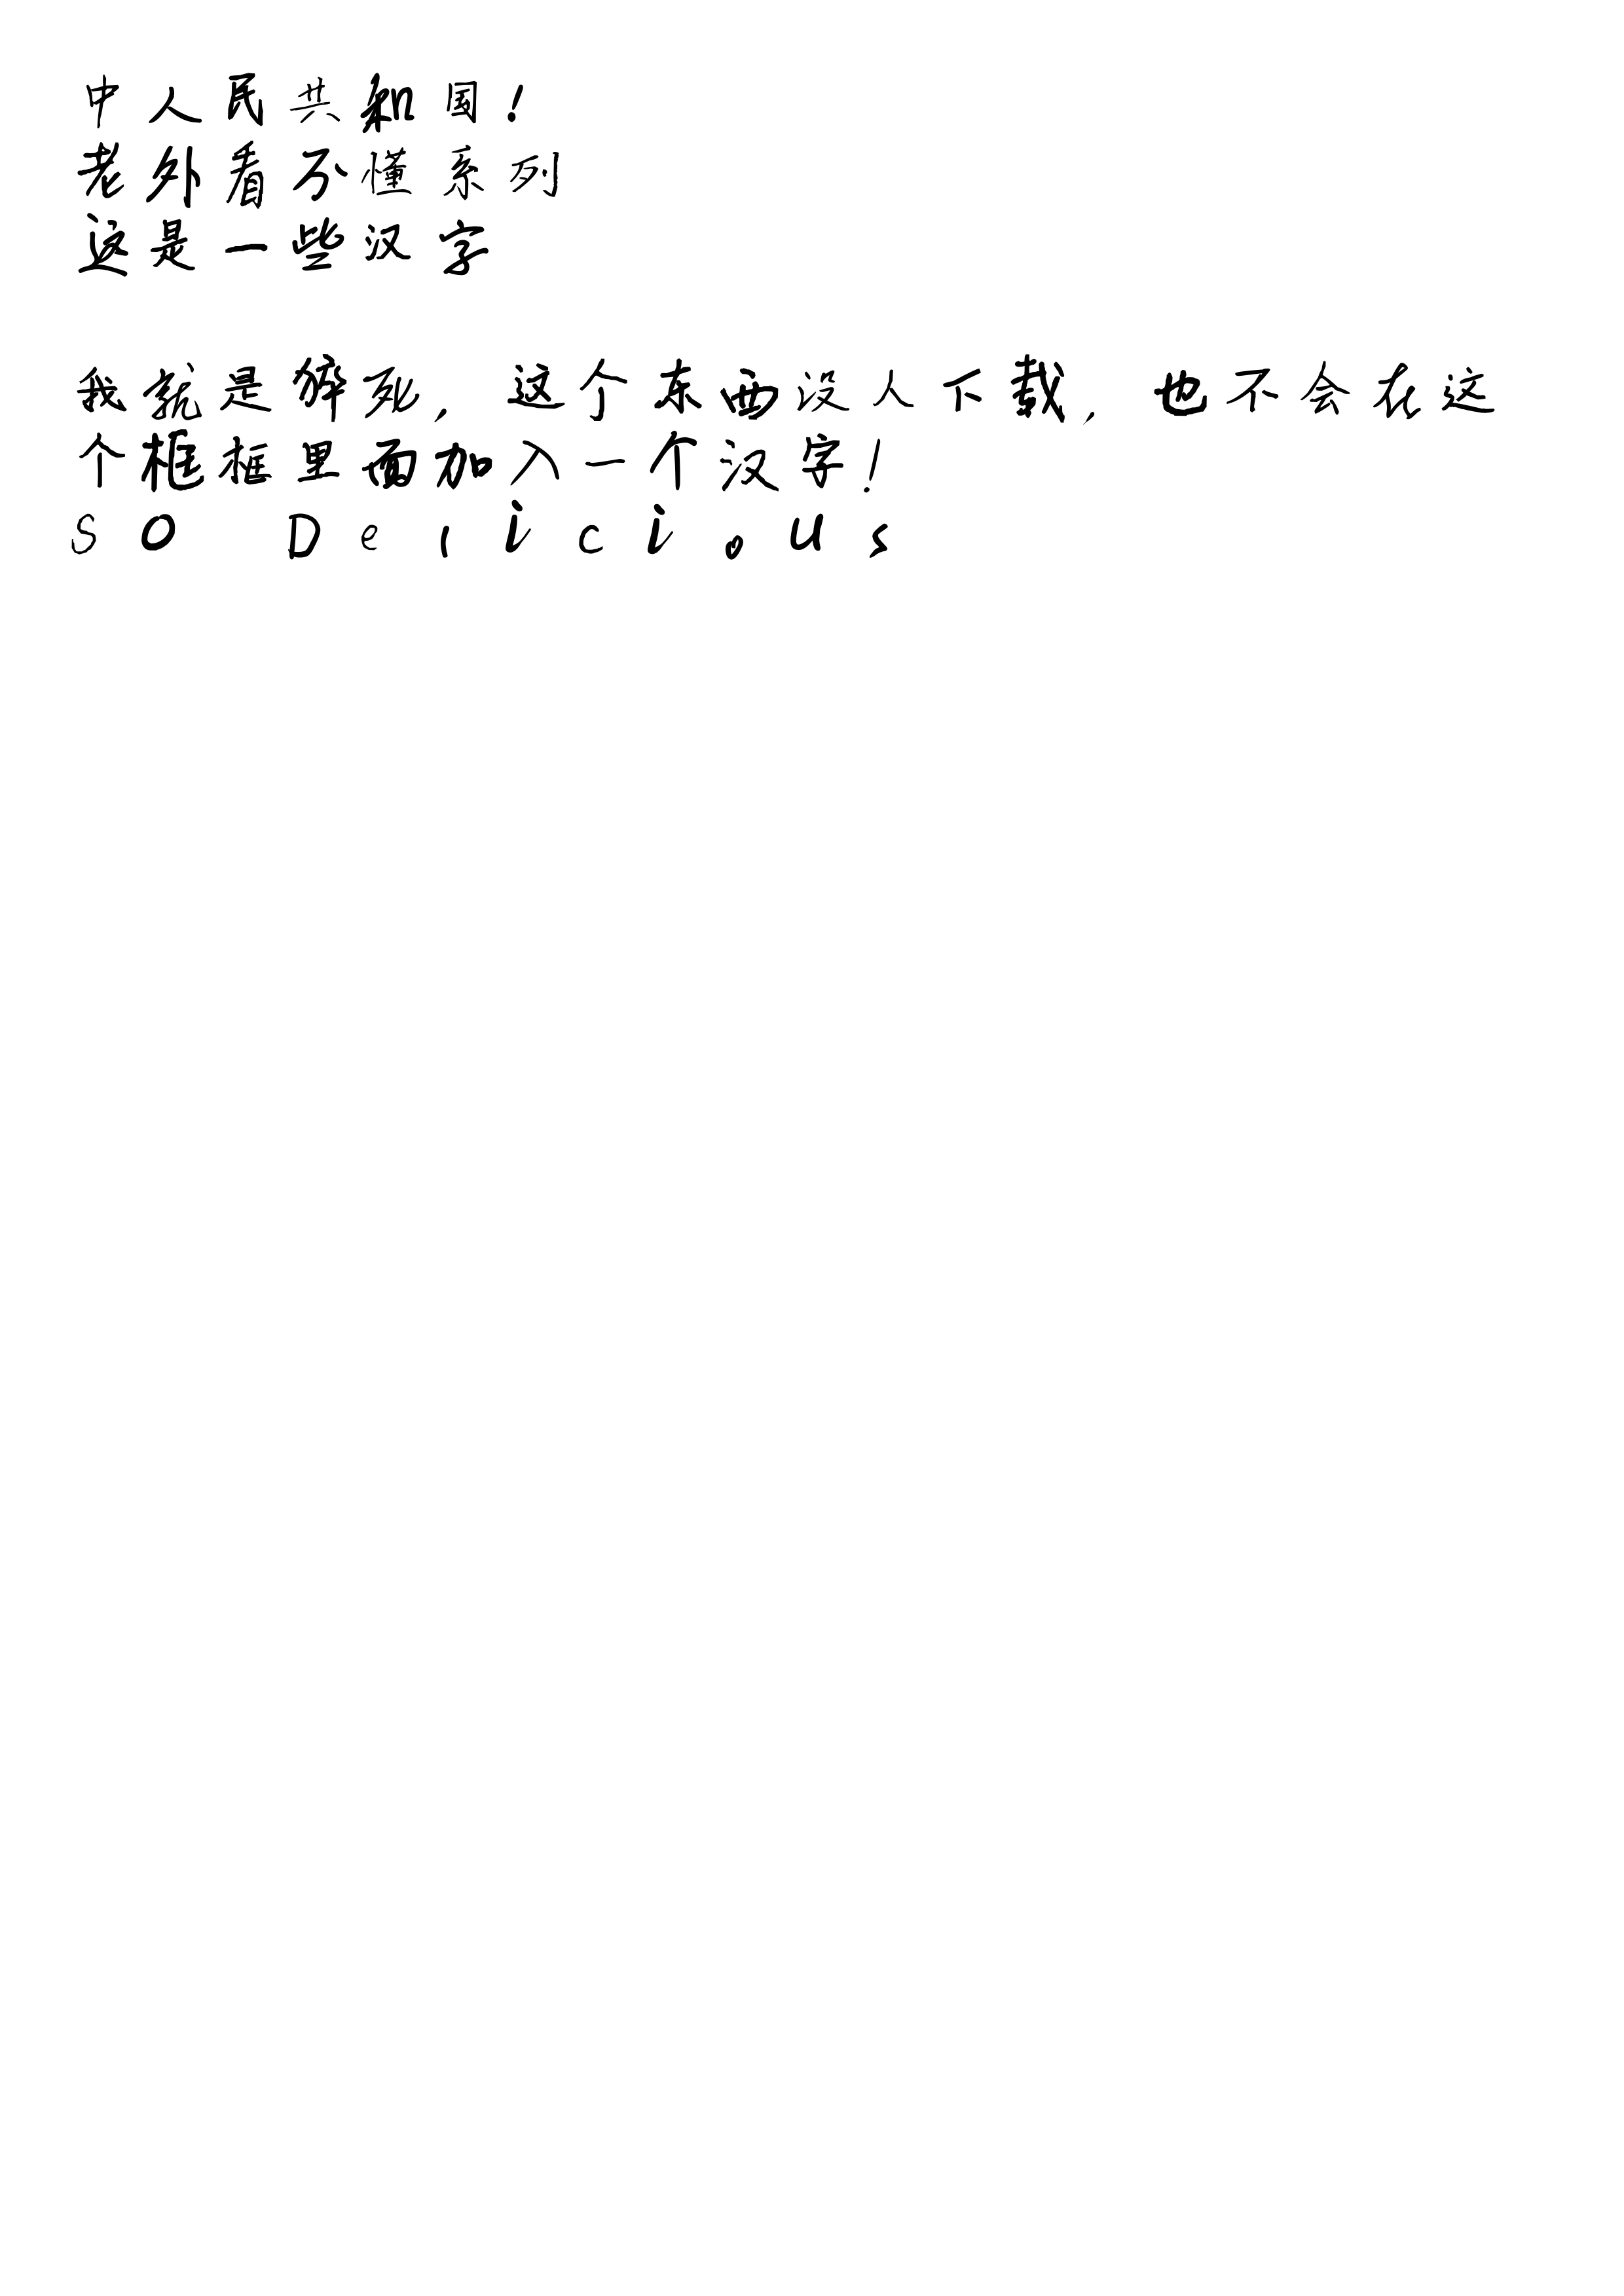 中人民共和国!
老外看不懂系列
这是一些汉字
我就是猝死,这个东西没人下载,也不会在这
个框框里面加入一个汉字!
So Delicious